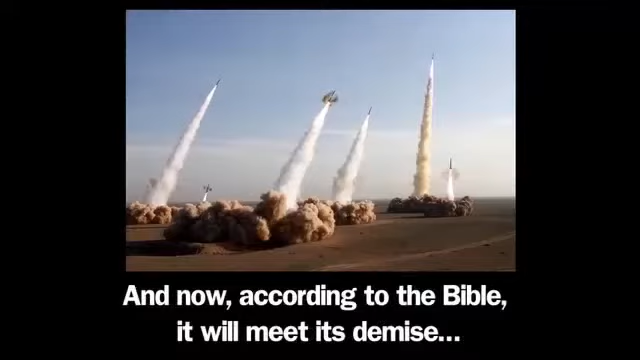 And now, according to the Bible,
it will meet its demise...